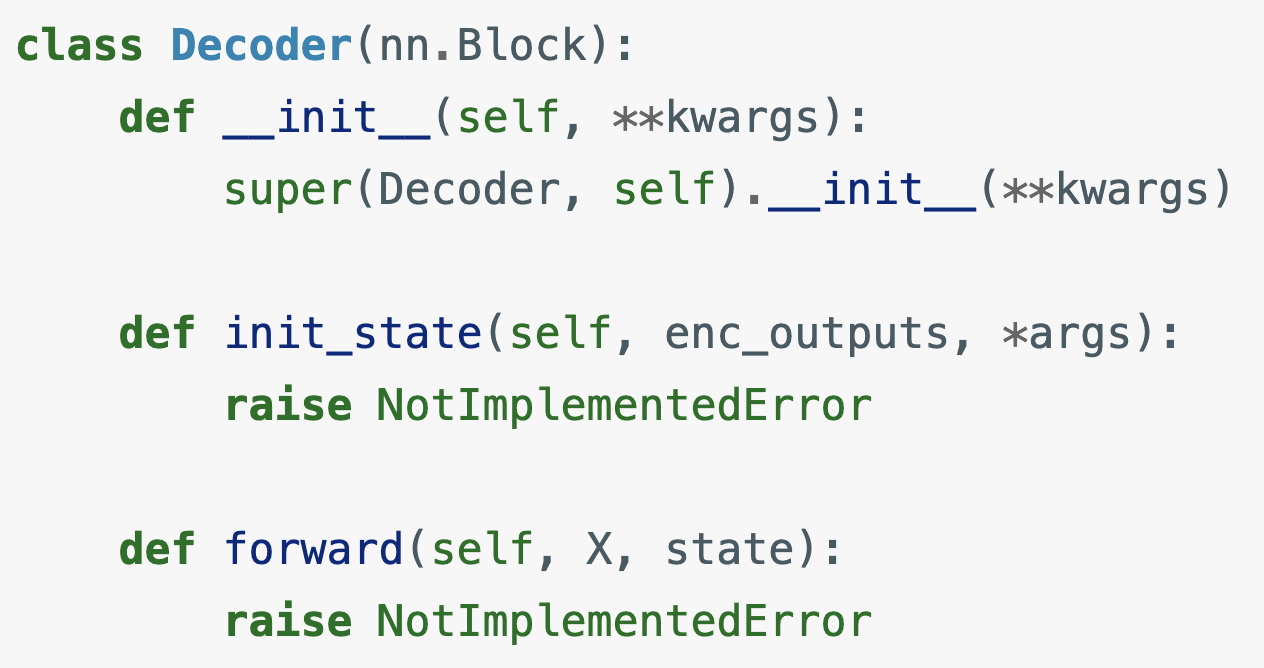 class Decoder(nn.Block):
    def __init__(self, **kwargs):
        super(Decoder, self).__init__(**kwargs)
    def init_state(self, enc_outputs, *args):
        raise NotImplementedError
    def forward(self, X, state):
        raise NotImplementedError